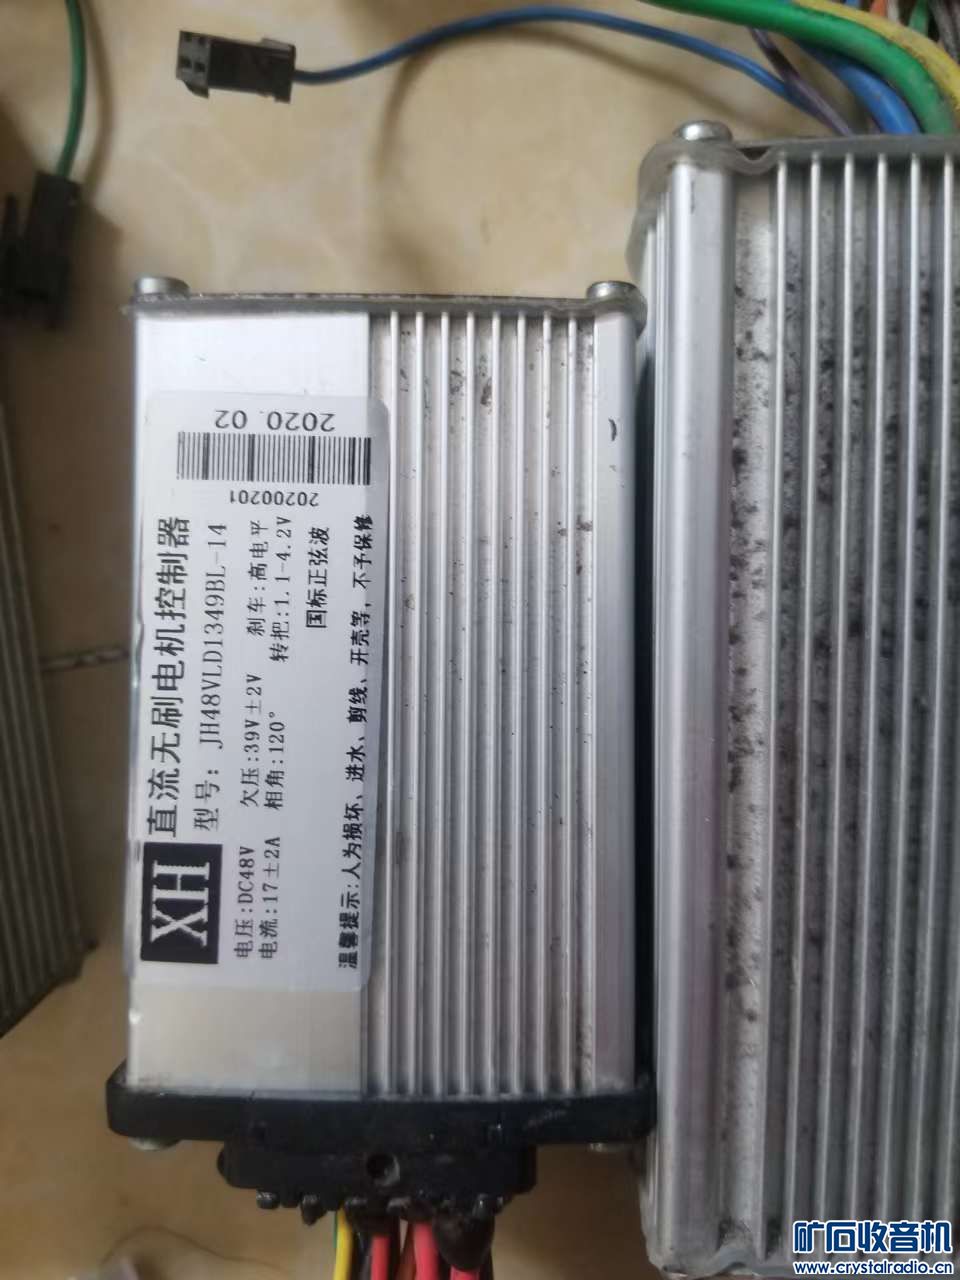 XH
直流无刷电机控制器
型号: JH48VLD1349BL-14
电压:DC48V 欠压:39V±2V 刹车:高电平
电流:17±2A 相角:120° 转把:1.1-4.2V
国标正弦波
温馨提示:人为损坏、进水、剪线、开壳等,不予保修
20200201
2020.02
矿石收音机
www.crystalradio.cn